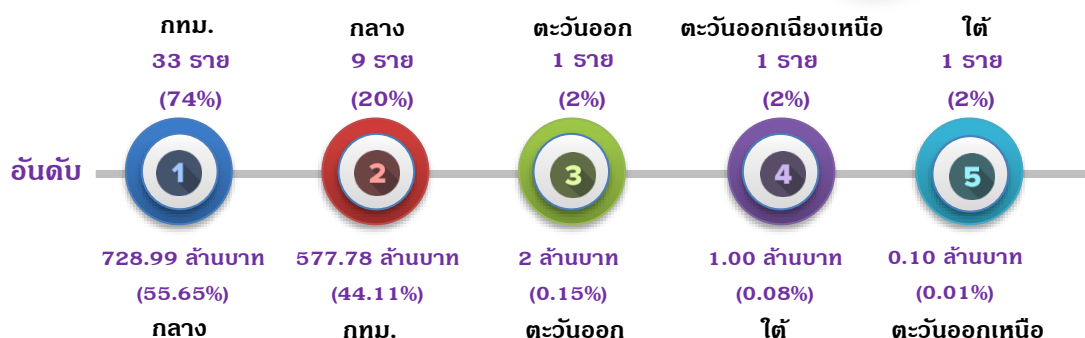 กทม. กลาง ตะวันออก ตะวันออกเฉียงเหนือ ใต้
33 ราย 9 ราย 1 ราย 1 ราย 1 ราย
(74%) (20%) (2%) (2%) (2%)
อันดับ 1 2 3 4 5
728.99 ล้านบาท 577.78 ล้านบาท 2 ล้านบาท 1.00 ล้านบาท 0.10 ล้านบาท
(55.65%) (44.11%) (0.15%) (0.08%) (0.01%)
กลาง กทม. ตะวันออก ใต้ ตะวันออกเหนือ